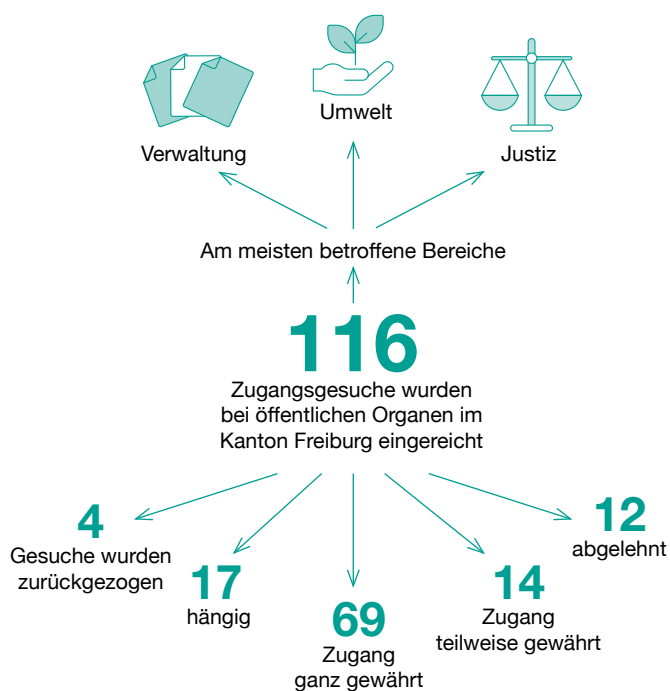 Umwelt
Verwaltung
Justiz
Am meisten betroffene Bereiche
116
Zugangsgesuche wurden
bei öffentlichen Organen im
Kanton Freiburg eingereicht
4
Gesuche wurden
zurückgezogen
17
hängig
69
Zugang
ganz gewährt
14
Zugang
teilweise gewährt
12
abgelehnt